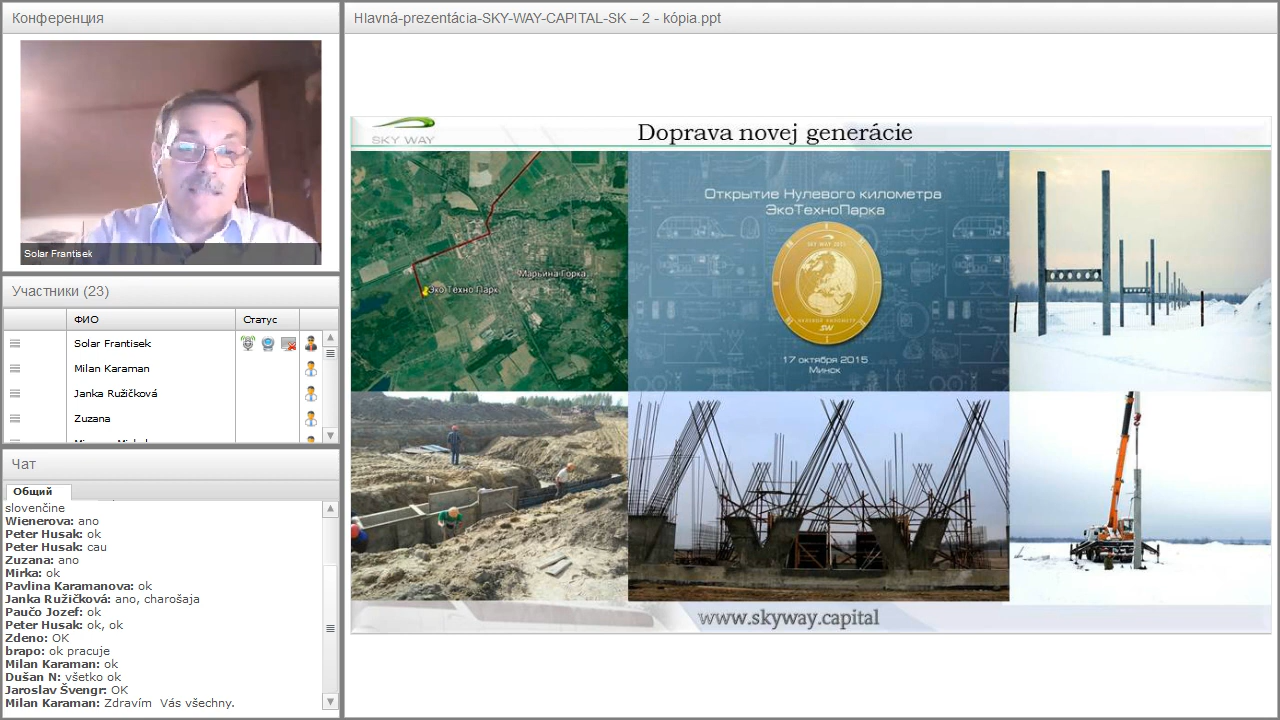 Конференция
Solar Frantisek
Участники (23)
ФИО
Статус
Solar Frantisek
Milan Karaman
Janka Ružičková
Zuzana
Чат
Общий
slovenčine
Wienerova: ano
Peter Husak: ok
Peter Husak: cau
Zuzana: ano
Mirka: ok
Pavlina Karamanova: ok
Janka Ružičková: ano, charošaja
Paučo Jozef: ok
Peter Husak: ok, ok
Zdeno: OK
brapo: ok pracuje
Milan Karaman: ok
Dušan N: všetko ok
Jaroslav Švengr: OK
Milan Karaman: Zdravím Vás všechny.
Hlavná-prezentácia-SKY-WAY-CAPITAL-SK – 2 - kópia.ppt
SKY WAY
Doprava novej generácie
Марьина Горка
Эко Техно Парк
Открытие Нулевого километра
ЭкоТехноПарка
SW
17 октября 2015
Минск
www.skyway.capital